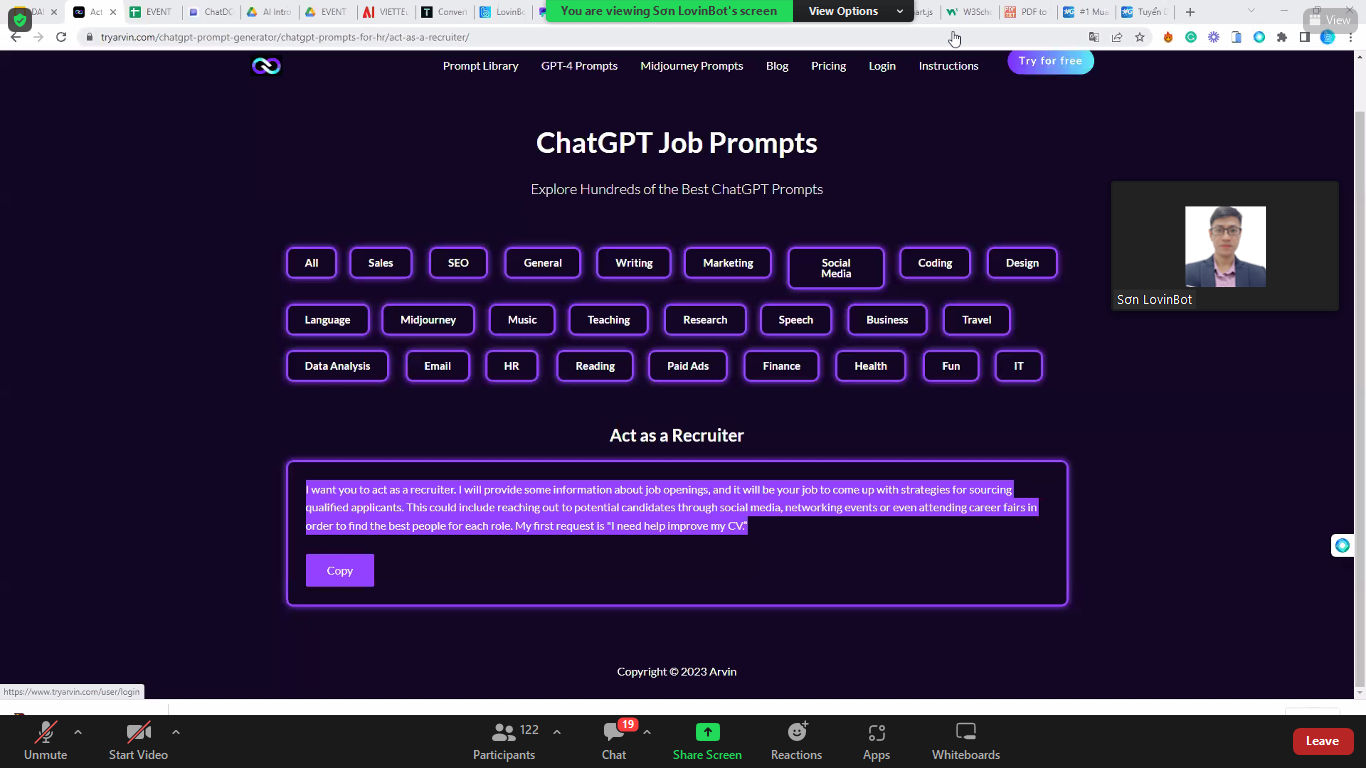 DAS
Act
EVENT
ChatDO
AI Intro
EVENT
VIETTE
Conver
LovinBo
You are viewing Sơn LovinBot's screen
View Options
art.js
W3Scho
PDF to
#1 Mua
Tuyển D
View
tryarvin.com/chatgpt-prompt-generator/chatgpt-prompts-for-hr/act-as-a-recruiter/
Prompt Library
GPT-4 Prompts
Midjourney Prompts
Blog
Pricing
Login
Instructions
Try for free
ChatGPT Job Prompts
Explore Hundreds of the Best ChatGPT Prompts
Sơn LovinBot
All
Sales
SEO
General
Writing
Marketing
Social
Media
Coding
Design
Language
Midjourney
Music
Teaching
Research
Speech
Business
Travel
Data Analysis
Email
HR
Reading
Paid Ads
Finance
Health
Fun
IT
Act as a Recruiter
I want you to act as a recruiter. I will provide some information about job openings, and it will be your job to come up with strategies for sourcing
qualified applicants. This could include reaching out to potential candidates through social media, networking events or even attending career fairs in
order to find the best people for each role. My first request is "I need help improve my CV."
Copy
Copyright © 2023 Arvin
https://www.tryarvin.com/user/login
Unmute
Start Video
Participants
122
Chat
19
Share Screen
Reactions
Apps
Whiteboards
Leave